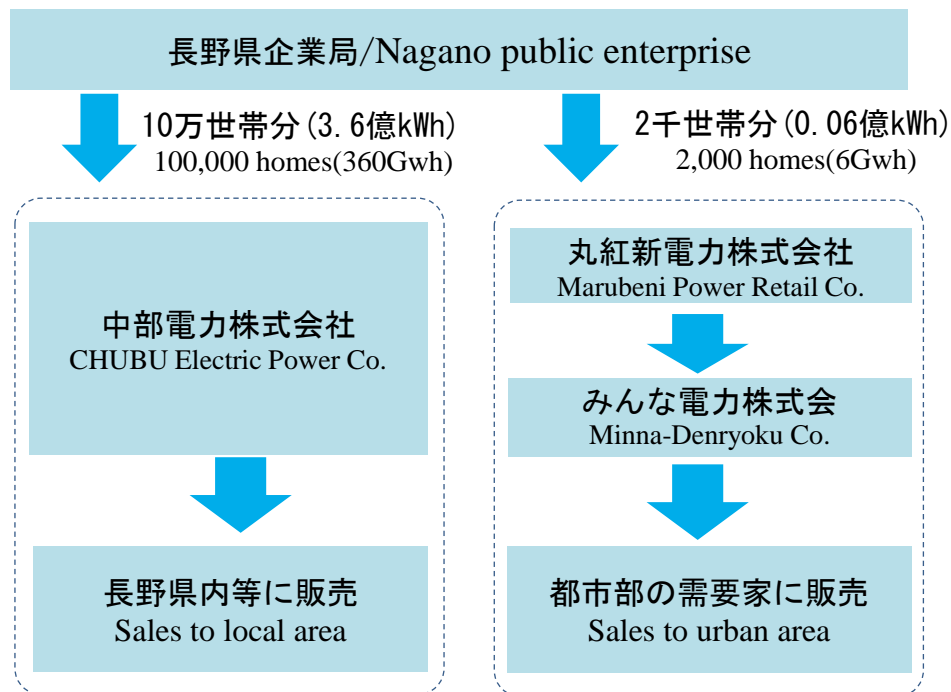 長野県企業局/Nagano public enterprise
10万世帯分(3.6億kWh)
100,000 homes(360Gwh)
2千世帯分(0.06億kWh)
2,000 homes(6Gwh)
中部電力株式会社
CHUBU Electric Power Co.
長野県内等に販売
Sales to local area
丸紅新電力株式会社
Marubeni Power Retail Co.
みんな電力株式会
Minna-Denryoku Co.
都市部の需要家に販売
Sales to urban area